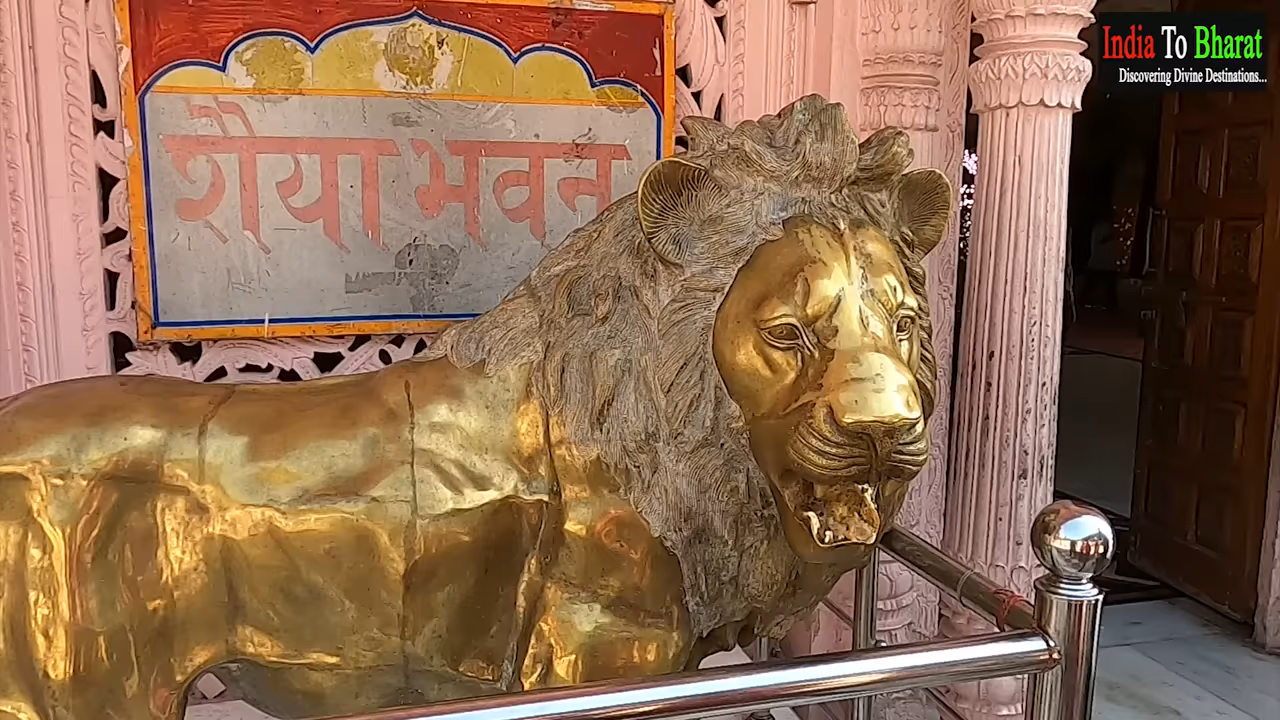 India To Bharat
Discovering Divine Destinations...
शैया भवन